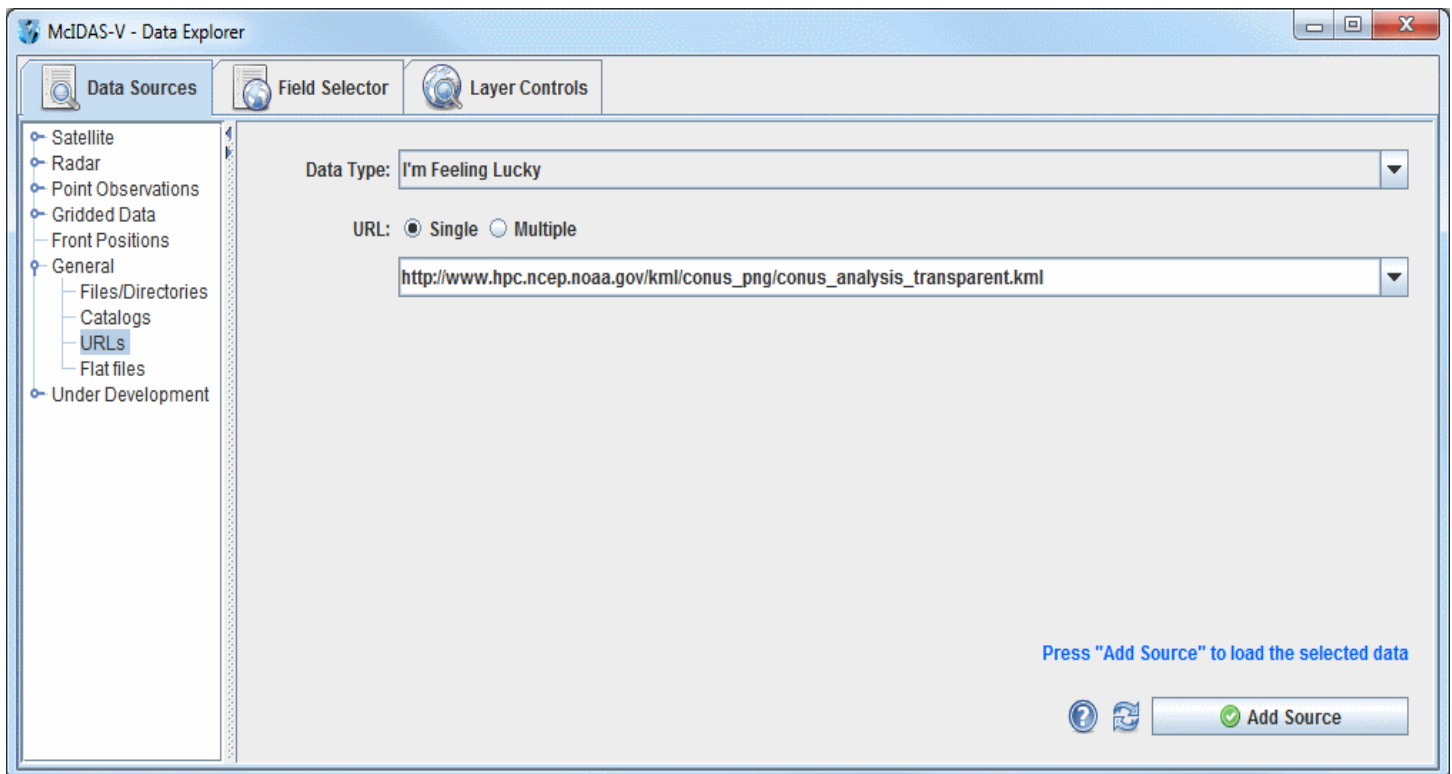 McIDAS-V - Data Explorer
Data Sources
Field Selector
Layer Controls
Satellite
Radar
Point Observations
Gridded Data
Front Positions
General
Files/Directories
Catalogs
URLs
Flat files
Under Development
Data Type: I'm Feeling Lucky
URL: Single Multiple
http://www.hpc.ncep.noaa.gov/kml/conus_png/conus_analysis_transparent.kml
Press "Add Source" to load the selected data
Add Source